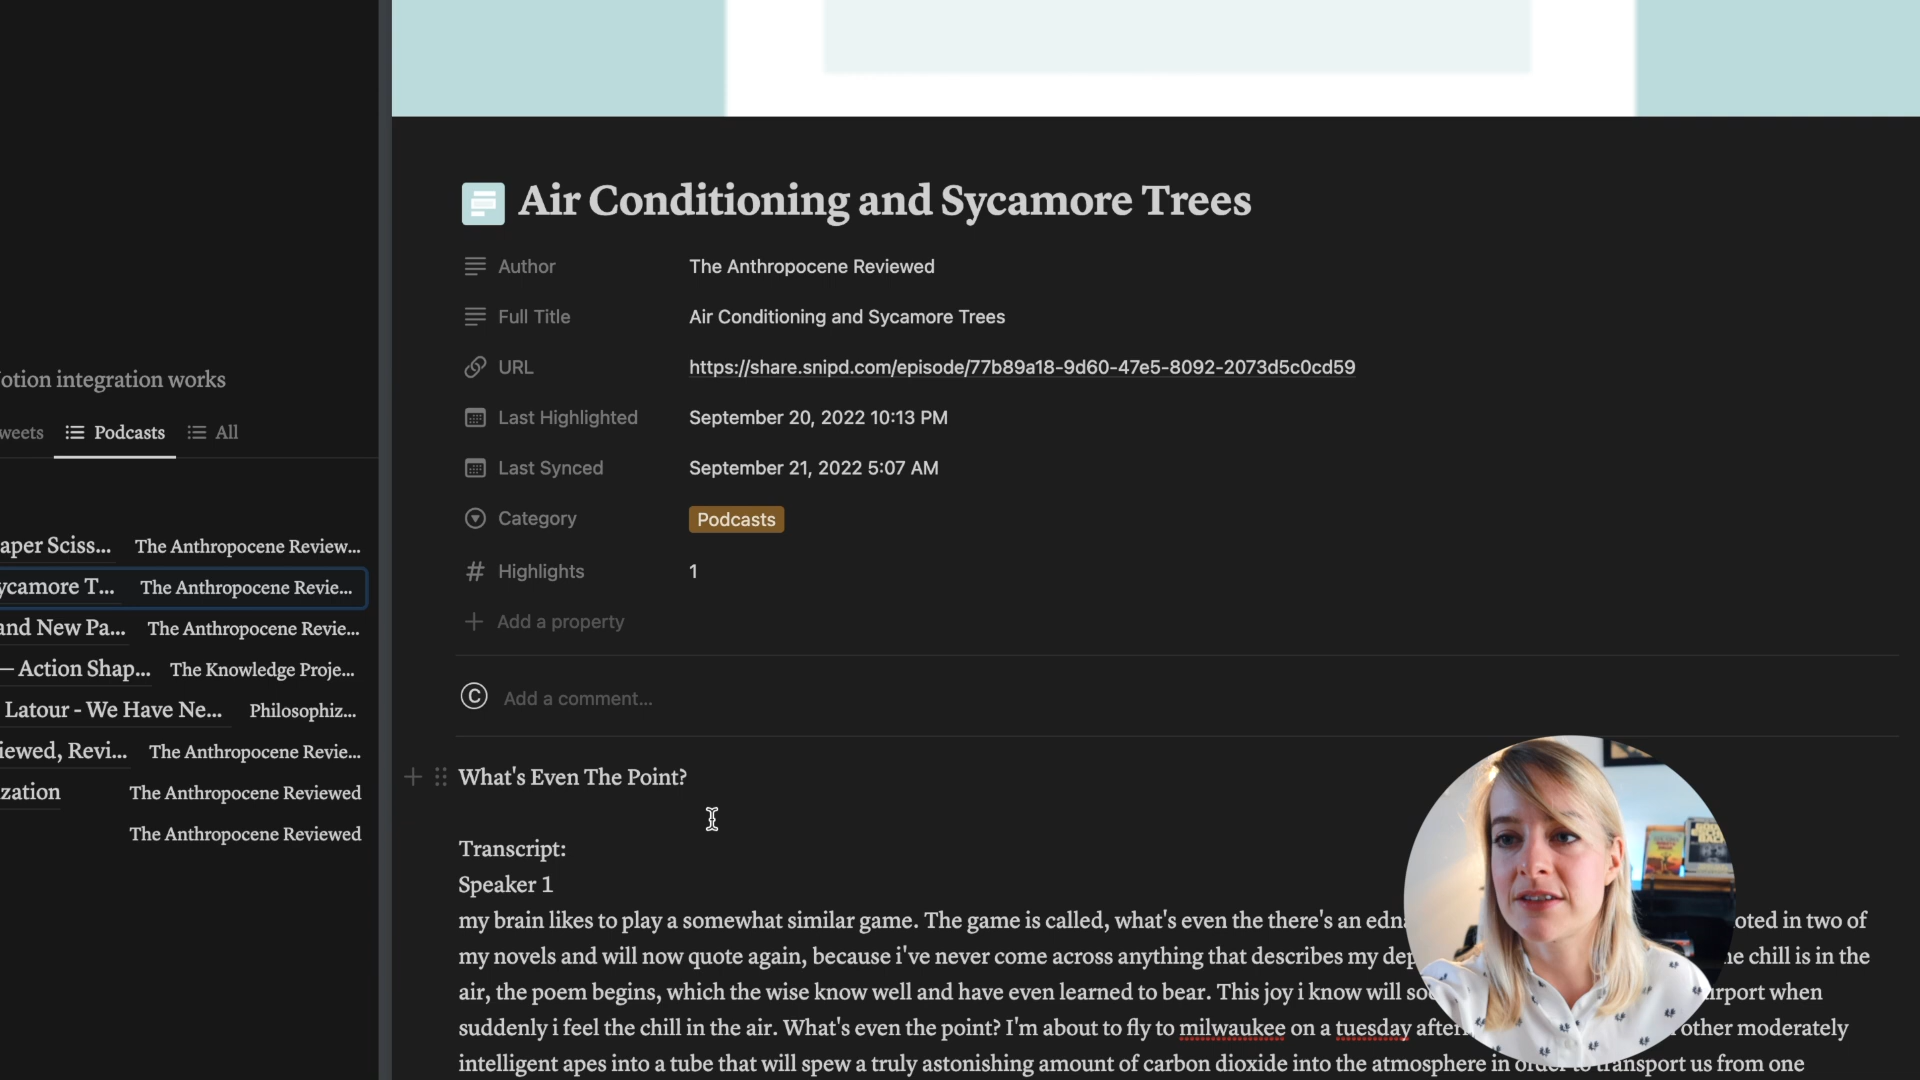 Air Conditioning and Sycamore Trees
Author The Anthropocene Reviewed
Full Title Air Conditioning and Sycamore Trees
URL https://share.snipd.com/episode/77b89a18-9d60-47e5-8092-2073d5c0cd59
Last Highlighted September 20, 2022 10:13 PM
Last Synced September 21, 2022 5:07 AM
Category Podcasts
# Highlights 1
+ Add a property
C Add a comment...
What's Even The Point?
Transcript:
Speaker 1
my brain likes to play a somewhat similar game. The game is called, what's even the there's an in two of
my novels and will now quote again, because i've never come across anything that describes my chill is in the
air, the poem begins, which the wise know well and have even learned to bear. This joy i know will when
suddenly i feel the chill in the air. What's even the point? I'm about to fly to milwaukee on a tuesday other moderately
intelligent apes into a tube that will spew a truly astonishing amount of carbon dioxide into the atmosphere in order to transport us from one
otion integration works
weets Podcasts All
aper Sciss... The Anthropocene Review...
ycamore T... The Anthropocene Revie...
and New Pa... The Anthropocene Revie...
— Action Shap... The Knowledge Proje...
Latour - We Have Ne... Philosophiz...
iewed, Revi... The Anthropocene Revie...
zation The Anthropocene Reviewed
The Anthropocene Reviewed